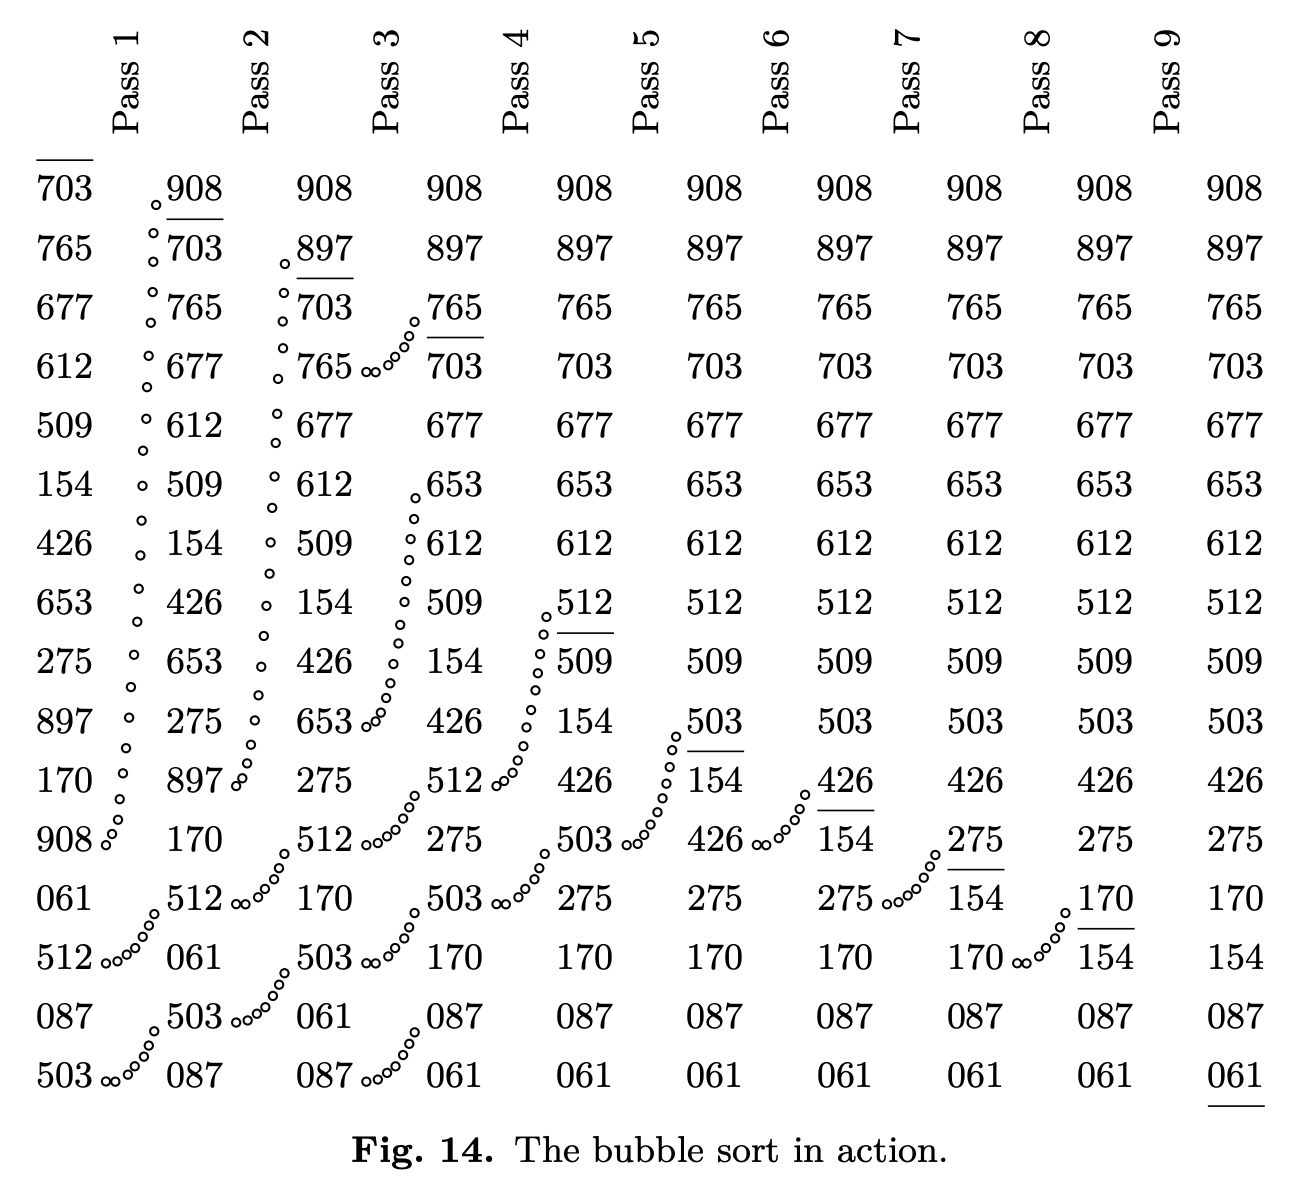 Pass 1 Pass 2 Pass 3 Pass 4 Pass 5 Pass 6 Pass 7 Pass 8 Pass 9
703 908 908 908 908 908 908 908 908 908
765 703 897 897 897 897 897 897 897 897
677 765 703 765 765 765 765 765 765 765
612 677 765 703 703 703 703 703 703 703
509 612 677 677 677 677 677 677 677 677
154 509 612 653 653 653 653 653 653 653
426 154 509 612 612 612 612 612 612 612
653 426 154 509 512 512 512 512 512 512
275 653 426 154 509 509 509 509 509 509
897 275 653 426 154 503 503 503 503 503
170 897 275 512 426 154 426 426 426 426
908 170 512 275 503 426 154 275 275 275
061 512 170 503 275 275 275 154 170 170
512 061 503 170 170 170 170 170 154 154
087 503 061 087 087 087 087 087 087 087
503 087 087 061 061 061 061 061 061 061
Fig. 14. The bubble sort in action.